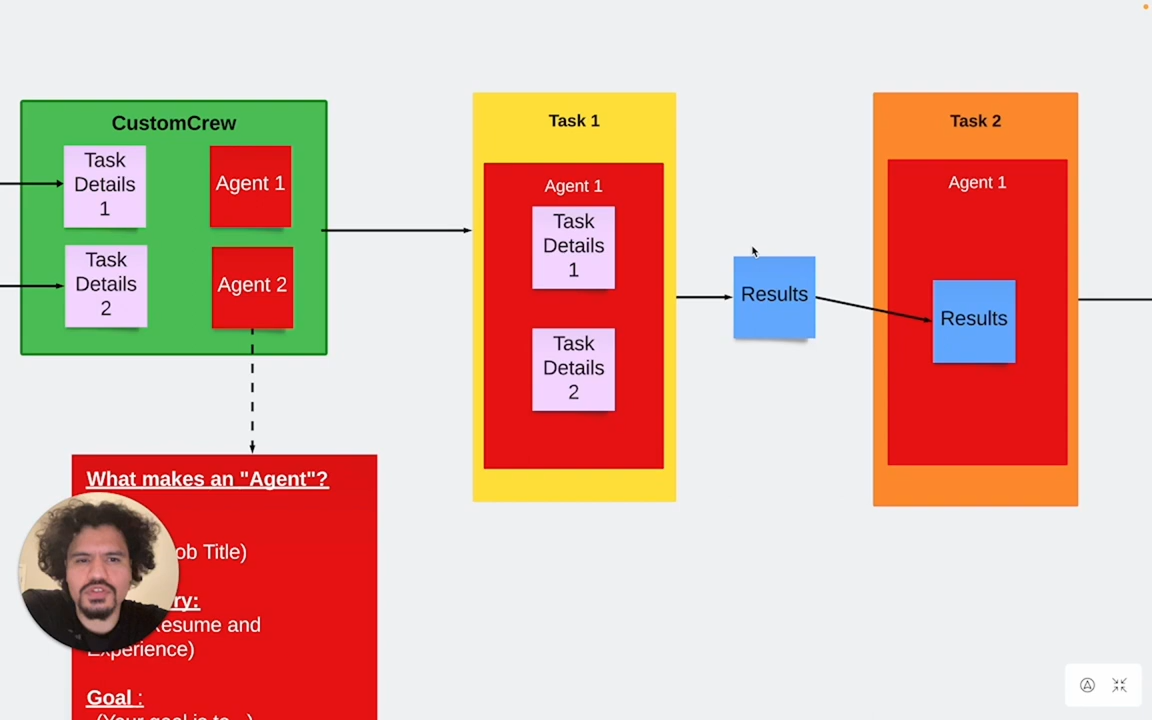 CustomCrew
Task
Details
1
Agent 1
Task
Details
2
Agent 2
What makes an "Agent"?
ob Title)
ry:
Resume and
Experience)
Goal :
Task 1
Agent 1
Task
Details
1
Task
Details
2
Results
Task 2
Agent 1
Results